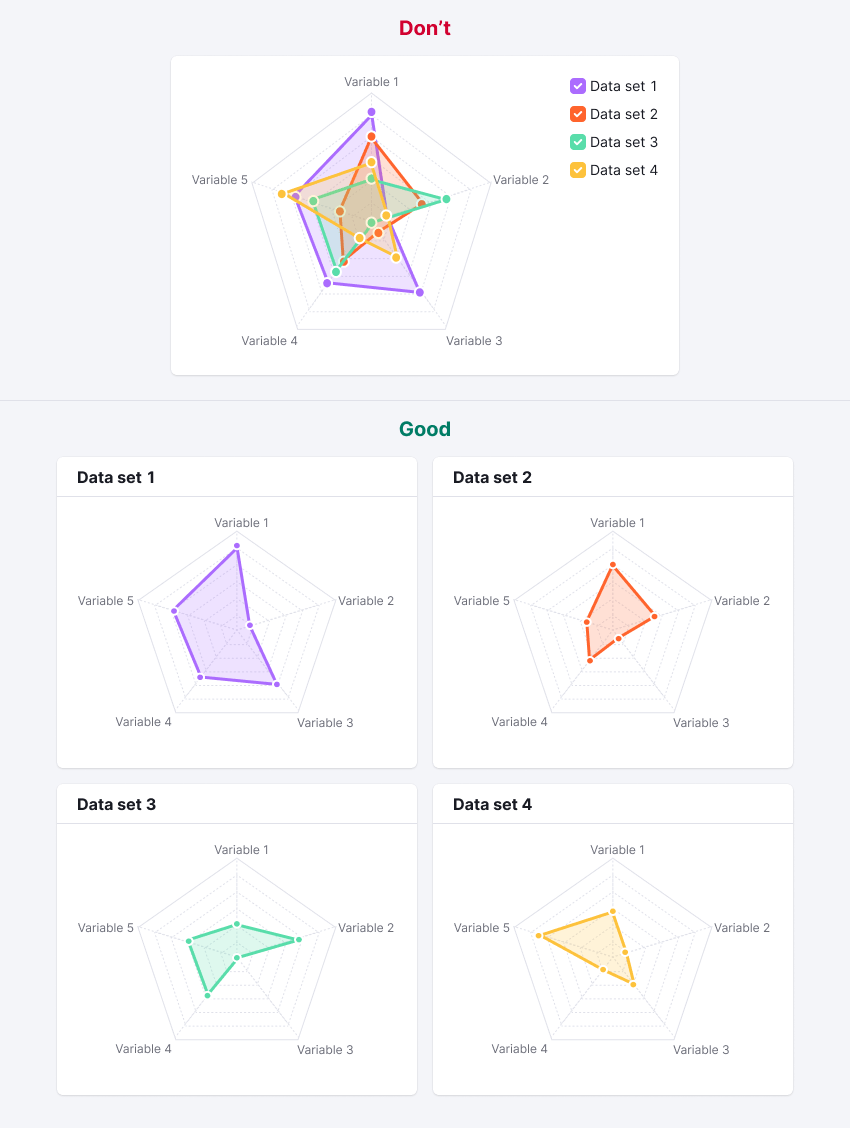 Don’t
Variable 1
Variable 2
Variable 3
Variable 4
Variable 5
Data set 1
Data set 2
Data set 3
Data set 4
Good
Data set 1
Variable 1
Variable 2
Variable 3
Variable 4
Variable 5
Data set 2
Variable 1
Variable 2
Variable 3
Variable 4
Variable 5
Data set 3
Variable 1
Variable 2
Variable 3
Variable 4
Variable 5
Data set 4
Variable 1
Variable 2
Variable 3
Variable 4
Variable 5